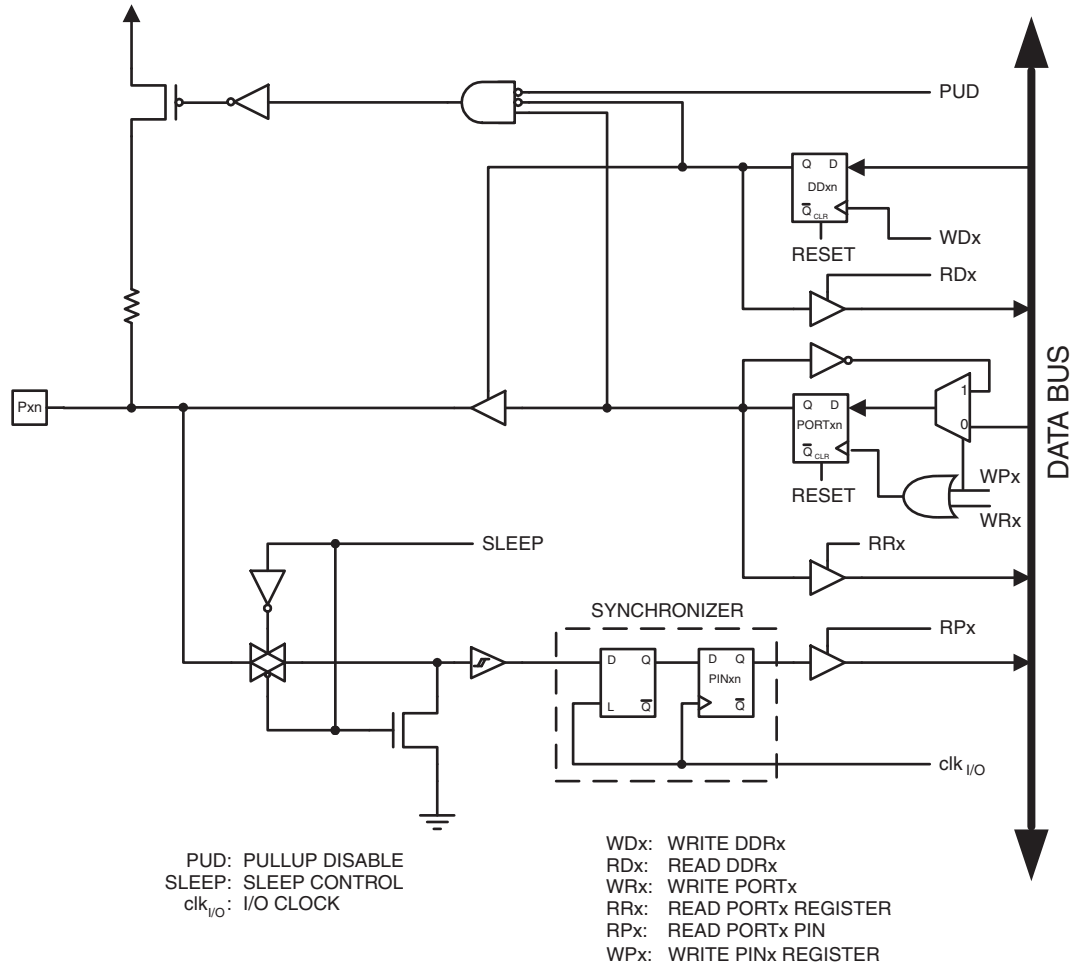 PUD
Q D
DDxn
Q CLR
WDx
RESET
RDx
Pxn
1
Q D
PORTxn
0
Q CLR
WPx
RESET
WRx
DATA BUS
SLEEP
RRx
SYNCHRONIZER
RPx
D Q
D Q
PINxn
L Q
Q
clk I/O
PUD: PULLUP DISABLE
SLEEP: SLEEP CONTROL
clk I/O: I/O CLOCK
WDx: WRITE DDRx
RDx: READ DDRx
WRx: WRITE PORTx
RRx: READ PORTx REGISTER
RPx: READ PORTx PIN
WPx: WRITE PINx REGISTER